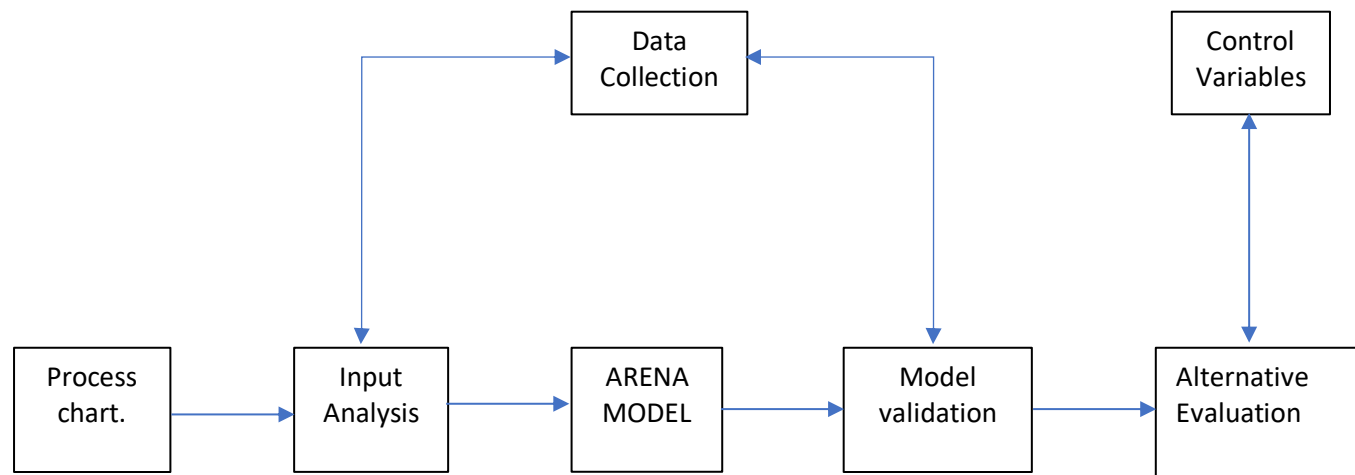 Data
Collection
Control
Variables
Process
chart.
Input
Analysis
ARENA
MODEL
Model
validation
Alternative
Evaluation